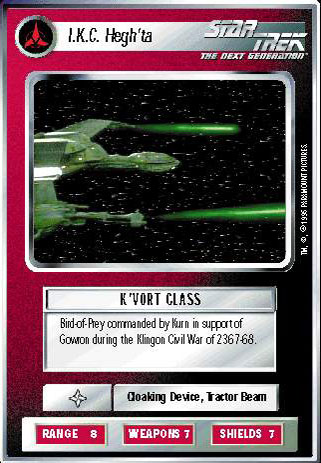 I.K.C. Hegh'ta
STAR TREK
THE NEXT GENERATION
TM, ®, © 1995 PARAMOUNT PICTURES.
K'VORT CLASS
Bird-of-Prey commanded by Kurn in support of
Gowron during the Klingon Civil War of 2367-68.
Cloaking Device, Tractor Beam
RANGE 8 WEAPONS 7 SHIELDS 7